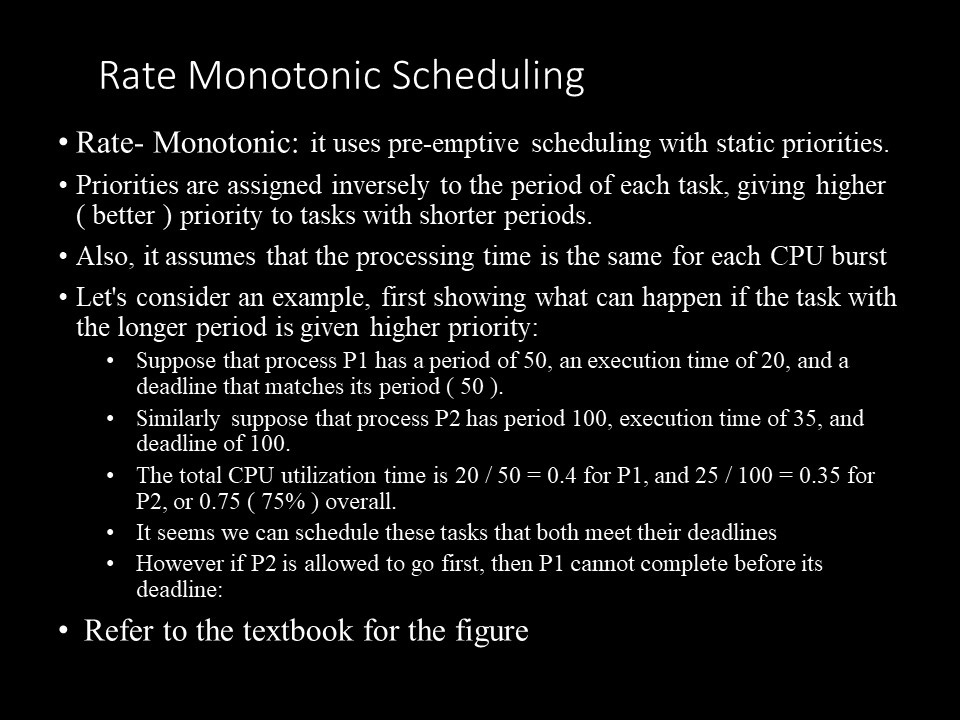 Rate Monotonic Scheduling
• Rate- Monotonic: it uses pre-emptive scheduling with static priorities.
• Priorities are assigned inversely to the period of each task, giving higher
( better ) priority to tasks with shorter periods.
• Also, it assumes that the processing time is the same for each CPU burst
• Let's consider an example, first showing what can happen if the task with
the longer period is given higher priority:
• Suppose that process P1 has a period of 50, an execution time of 20, and a
deadline that matches its period ( 50 ).
• Similarly suppose that process P2 has period 100, execution time of 35, and
deadline of 100.
• The total CPU utilization time is 20 / 50 = 0.4 for P1, and 25 / 100 = 0.35 for
P2, or 0.75 ( 75% ) overall.
• It seems we can schedule these tasks that both meet their deadlines
• However if P2 is allowed to go first, then P1 cannot complete before its
deadline:
• Refer to the textbook for the figure